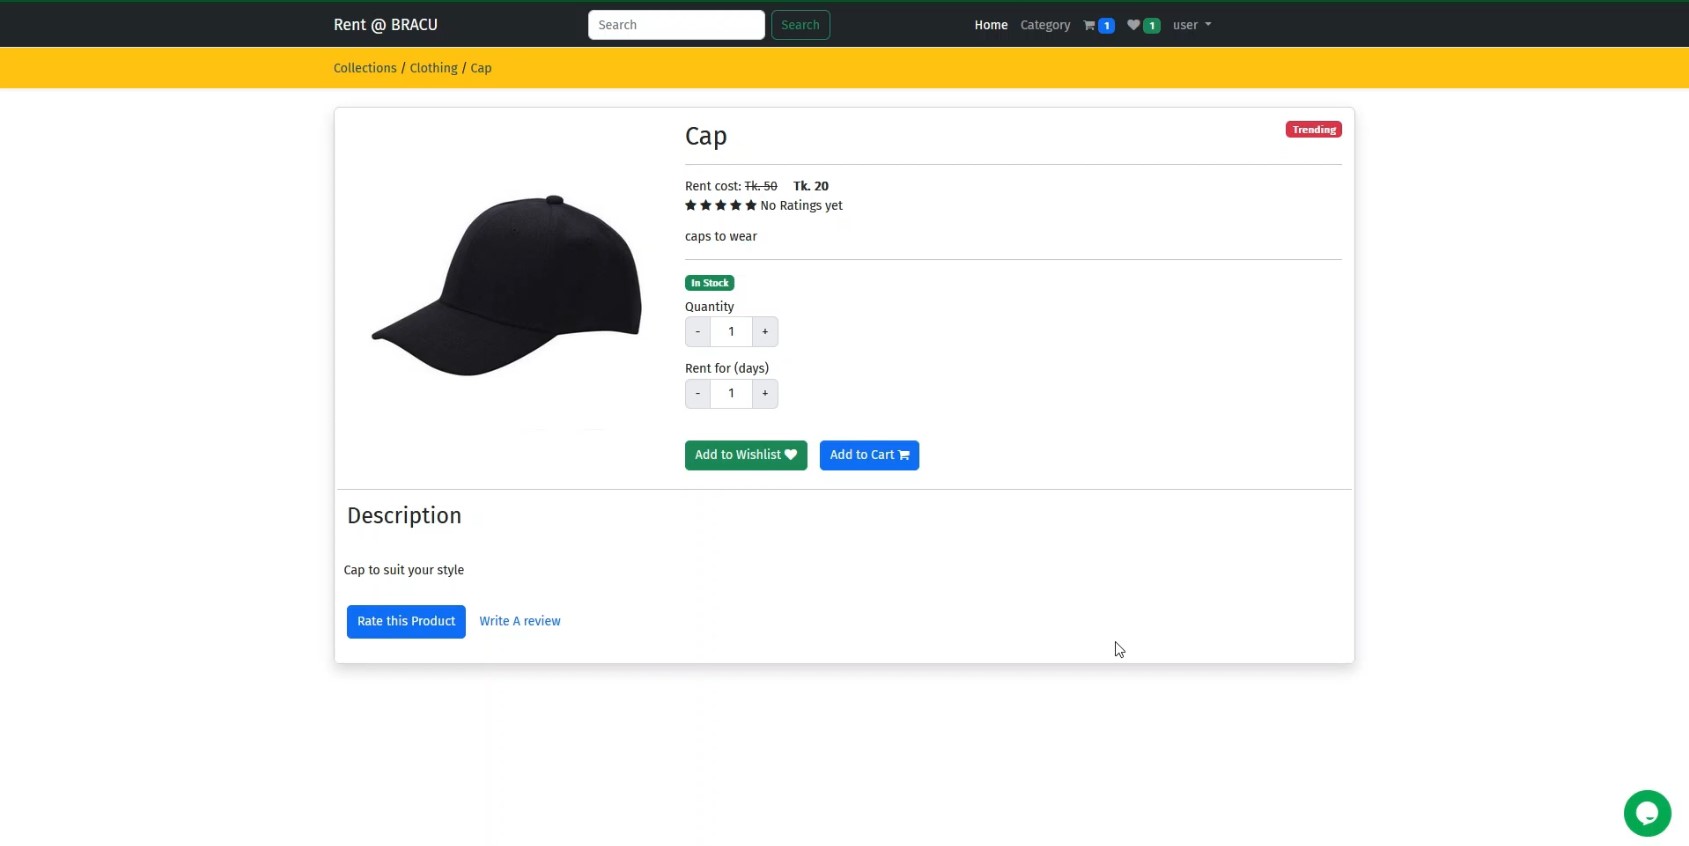 Rent @ BRACU
Search
Search
Home
Category
1
1
user
Collections / Clothing / Cap
Cap
Trending
Rent cost: Tk. 50 Tk. 20
No Ratings yet
caps to wear
In Stock
Quantity
- 1 +
Rent for (days)
- 1 +
Add to Wishlist
Add to Cart
Description
Cap to suit your style
Rate this Product
Write A review